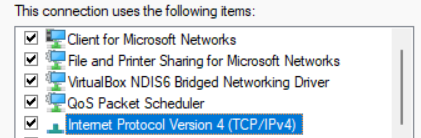 This connection uses the following items:
Client for Microsoft Networks
File and Printer Sharing for Microsoft Networks
VirtualBox NDIS6 Bridged Networking Driver
QoS Packet Scheduler
Internet Protocol Version 4 (TCP/IPv4)